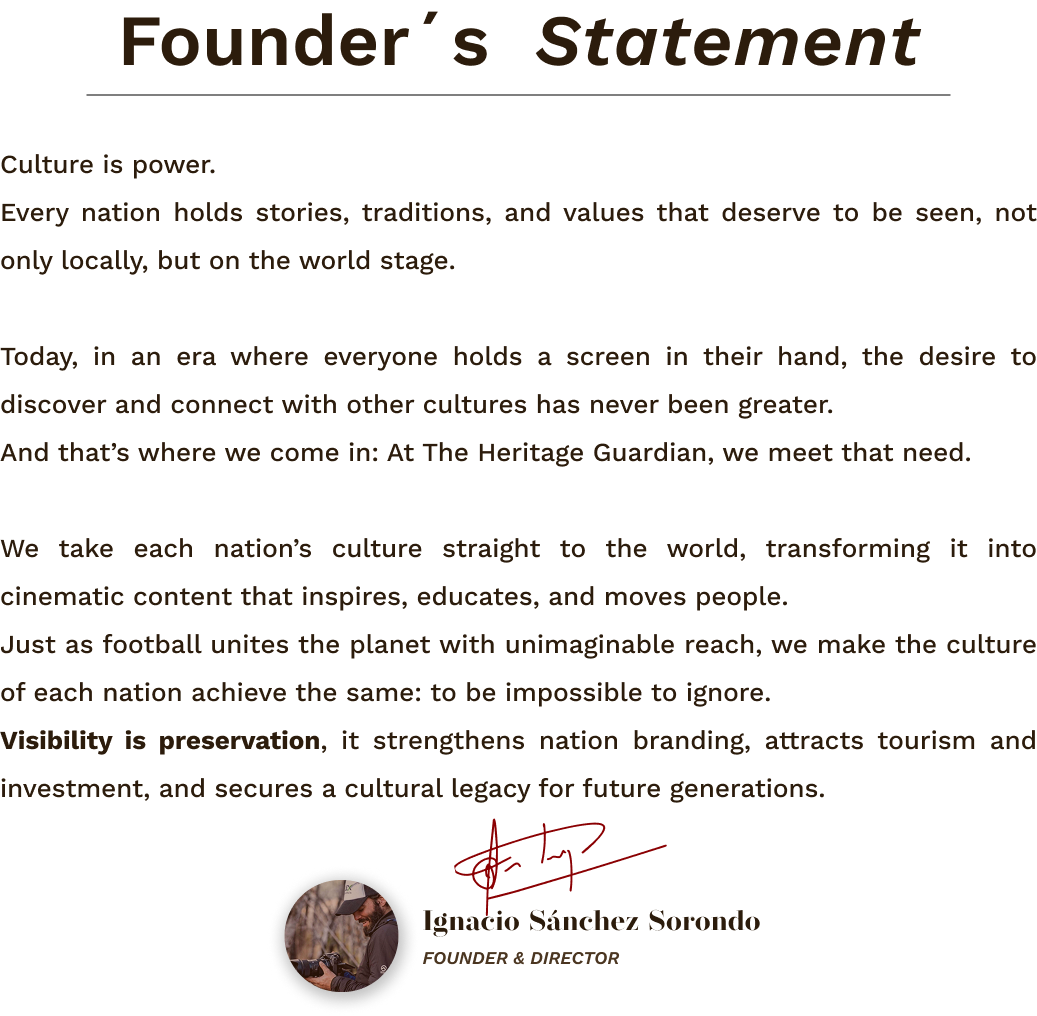 Founder´s Statement
Culture is power.
Every nation holds stories, traditions, and values that deserve to be seen, not
only locally, but on the world stage.
Today, in an era where everyone holds a screen in their hand, the desire to
discover and connect with other cultures has never been greater.
And that’s where we come in: At The Heritage Guardian, we meet that need.
We take each nation’s culture straight to the world, transforming it into
cinematic content that inspires, educates, and moves people.
Just as football unites the planet with unimaginable reach, we make the culture
of each nation achieve the same: to be impossible to ignore.
Visibility is preservation, it strengthens nation branding, attracts tourism and
investment, and secures a cultural legacy for future generations.
Ignacio Sánchez Sorondo
FOUNDER & DIRECTOR